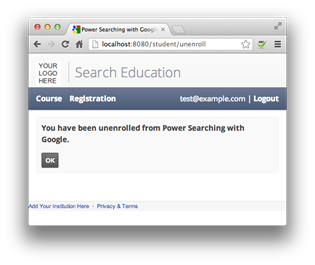 Power Searching with Google
localhost:8080/student/unenroll
YOUR
LOGO
HERE
Search Education
Course Registration test@example.com | Logout
You have been unenrolled from Power Searching with
Google.
OK
Add Your Institution Here - Privacy & Terms